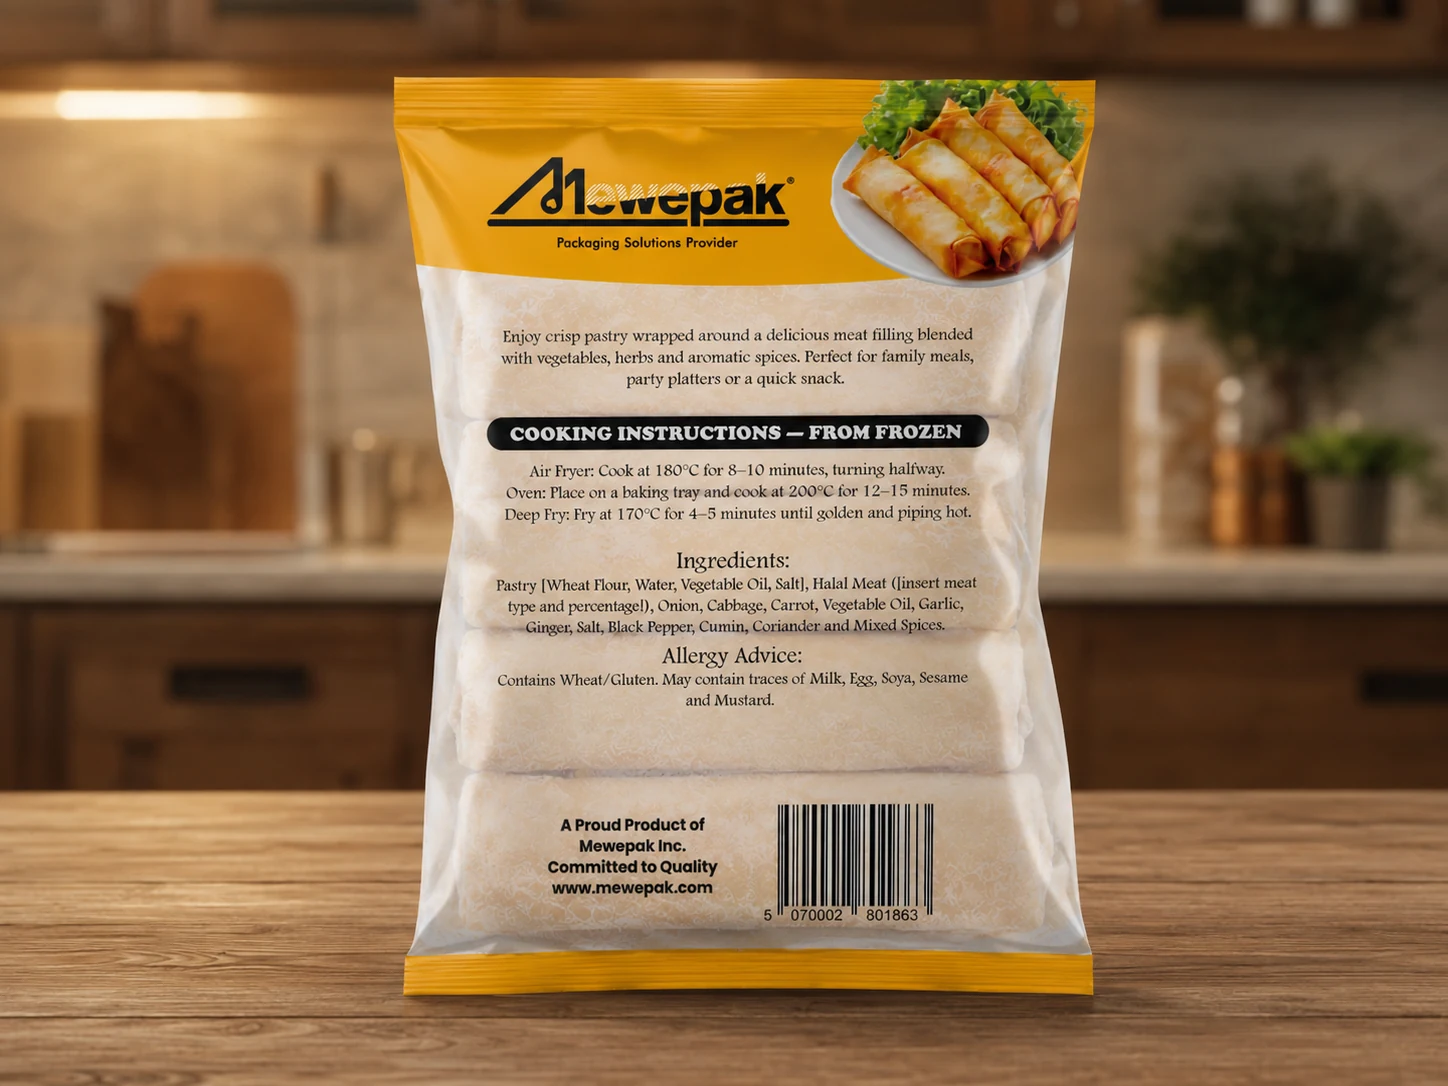 Mewepak®
Packaging Solutions Provider
Enjoy crisp pastry wrapped around a delicious meat filling blended
with vegetables, herbs and aromatic spices. Perfect for family meals,
party platters or a quick snack.
COOKING INSTRUCTIONS — FROM FROZEN
Air Fryer: Cook at 180°C for 8–10 minutes, turning halfway.
Oven: Place on a baking tray and cook at 200°C for 12–15 minutes.
Deep Fry: Fry at 170°C for 4–5 minutes until golden and piping hot.
Ingredients:
Pastry [Wheat Flour, Water, Vegetable Oil, Salt], Halal Meat ([insert meat
type and percentage]), Onion, Cabbage, Carrot, Vegetable Oil, Garlic,
Ginger, Salt, Black Pepper, Cumin, Coriander and Mixed Spices.
Allergy Advice:
Contains Wheat/Gluten. May contain traces of Milk, Egg, Soya, Sesame
and Mustard.
A Proud Product of
Mewepak Inc.
Committed to Quality
www.mewepak.com
5 070002 801863